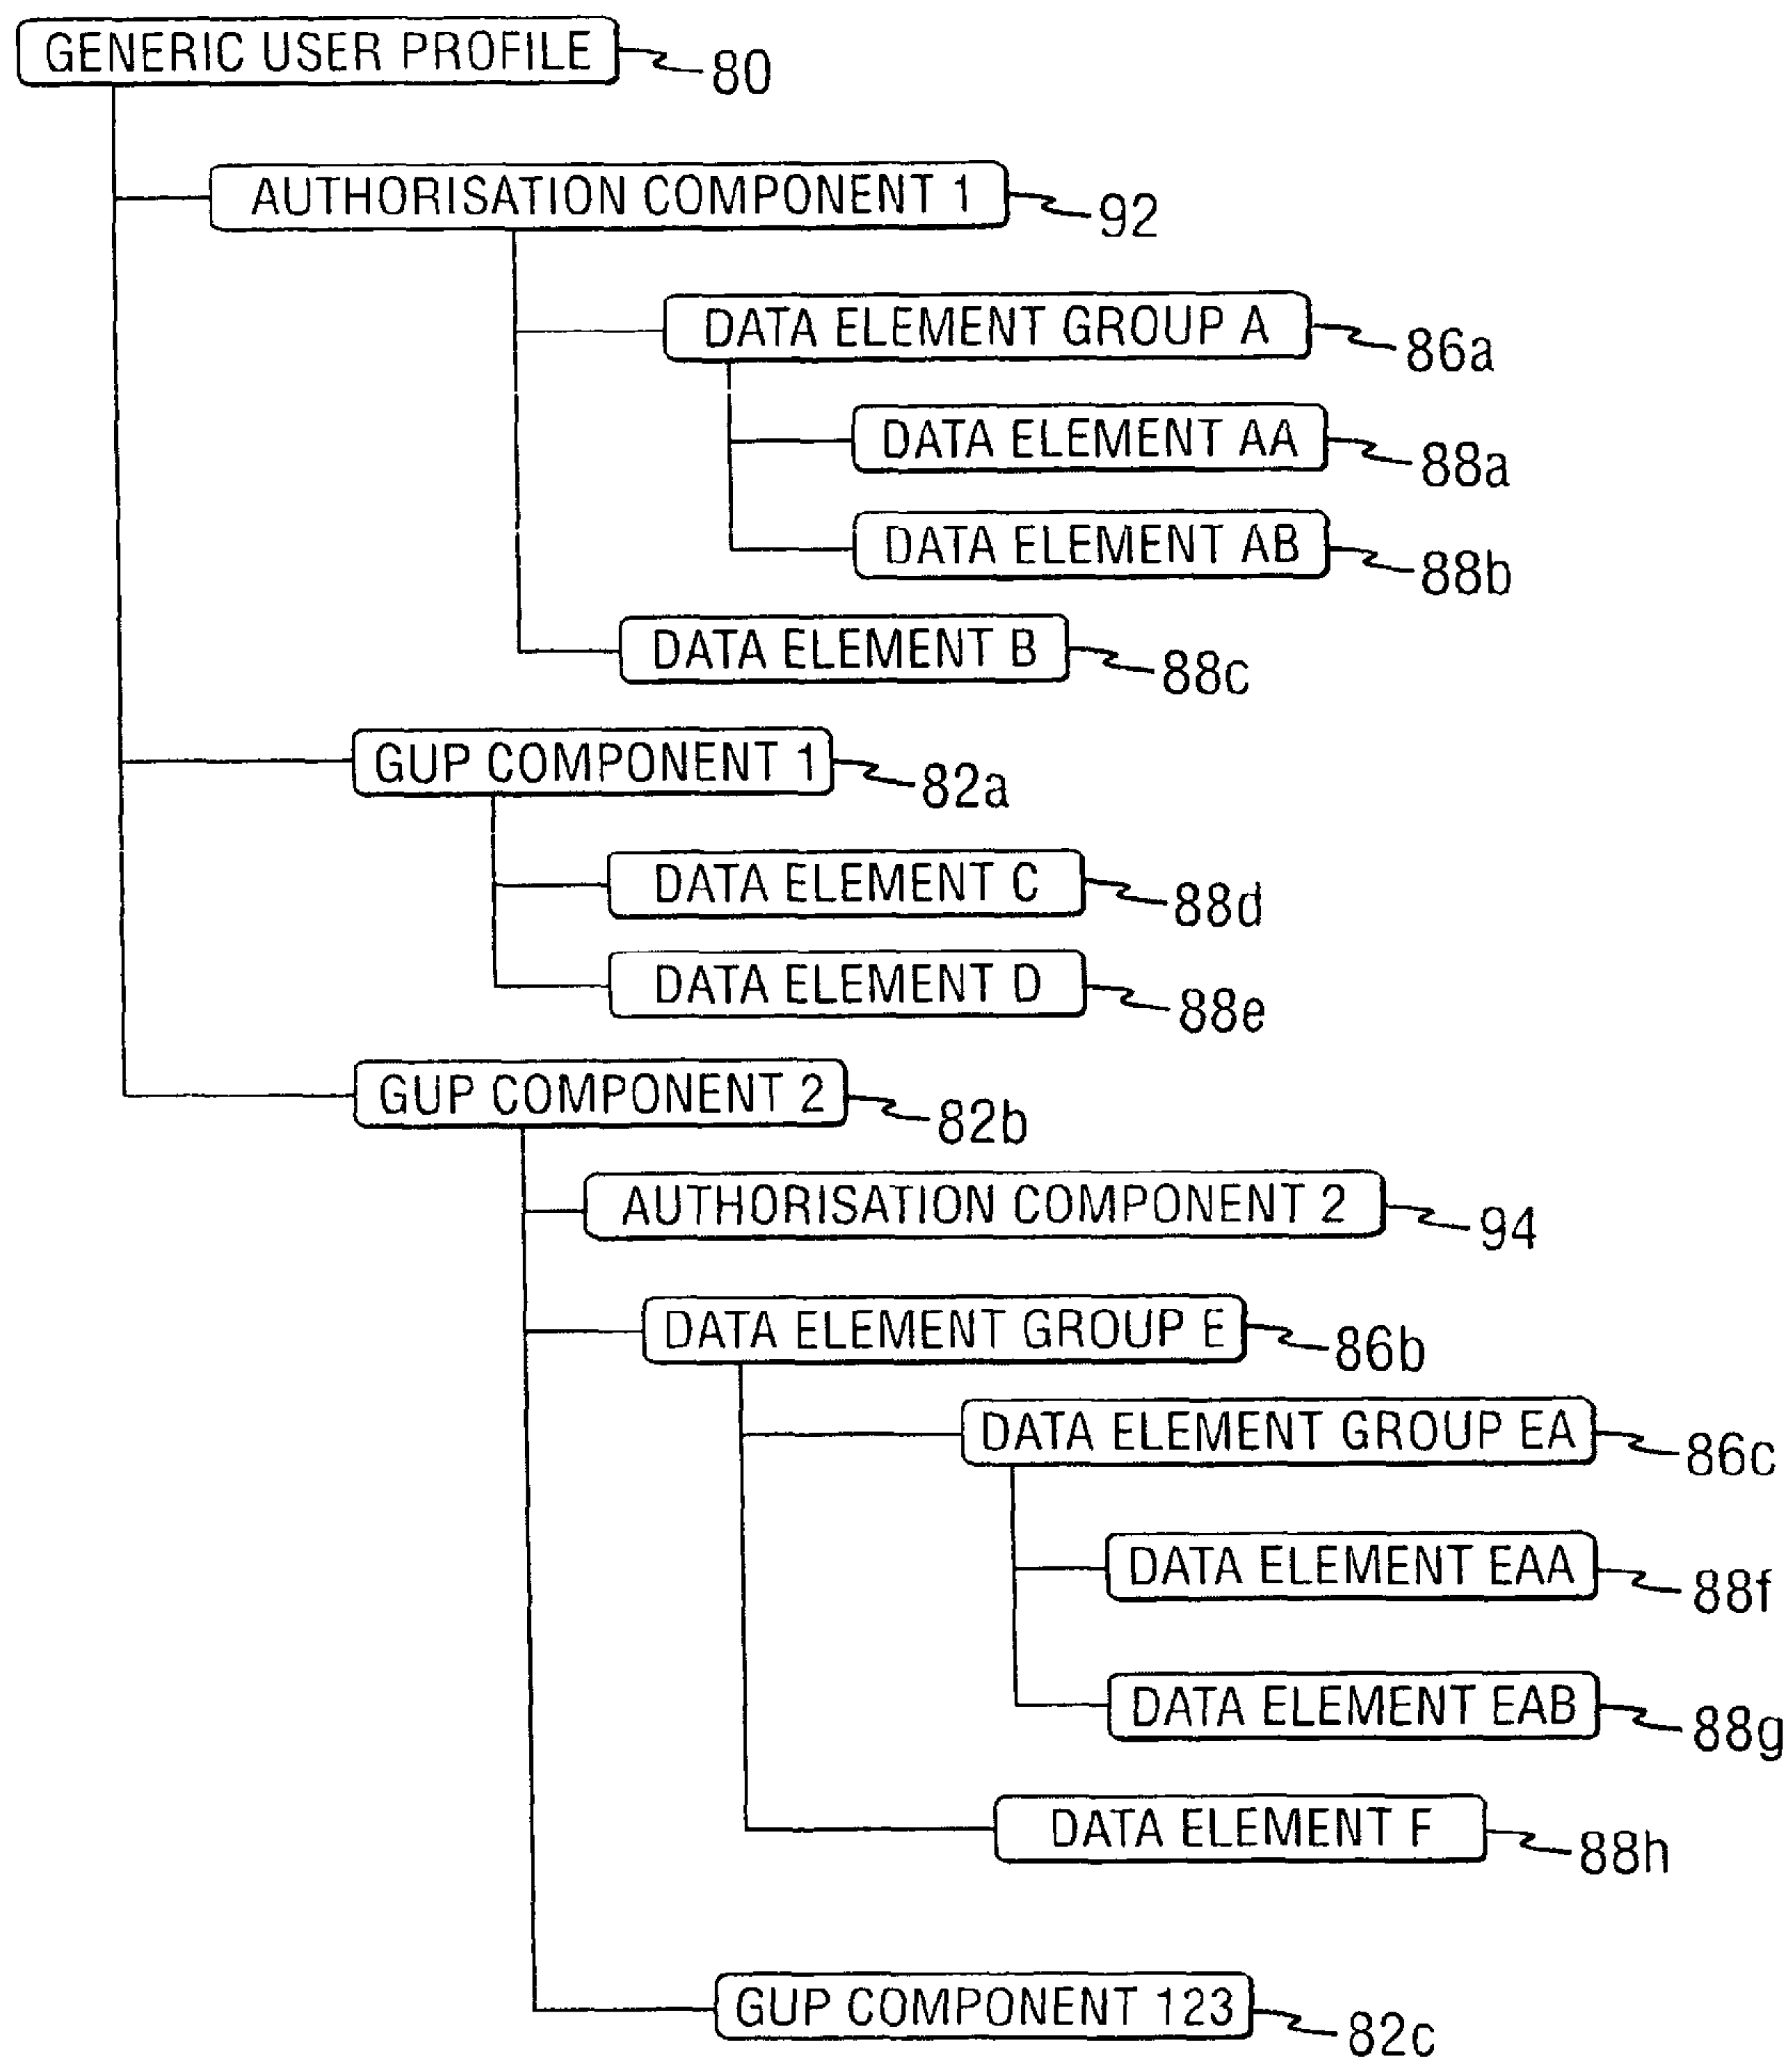 GENERIC USER PROFILE
80
AUTHORISATION COMPONENT 1
92
DATA ELEMENT GROUP A
86a
DATA ELEMENT AA
88a
DATA ELEMENT AB
88b
DATA ELEMENT B
88c
GUP COMPONENT 1
82a
DATA ELEMENT C
88d
DATA ELEMENT D
88e
GUP COMPONENT 2
82b
AUTHORISATION COMPONENT 2
94
DATA ELEMENT GROUP E
86b
DATA ELEMENT GROUP EA
86c
DATA ELEMENT EAA
88f
DATA ELEMENT EAB
88g
DATA ELEMENT F
88h
GUP COMPONENT 123
82c